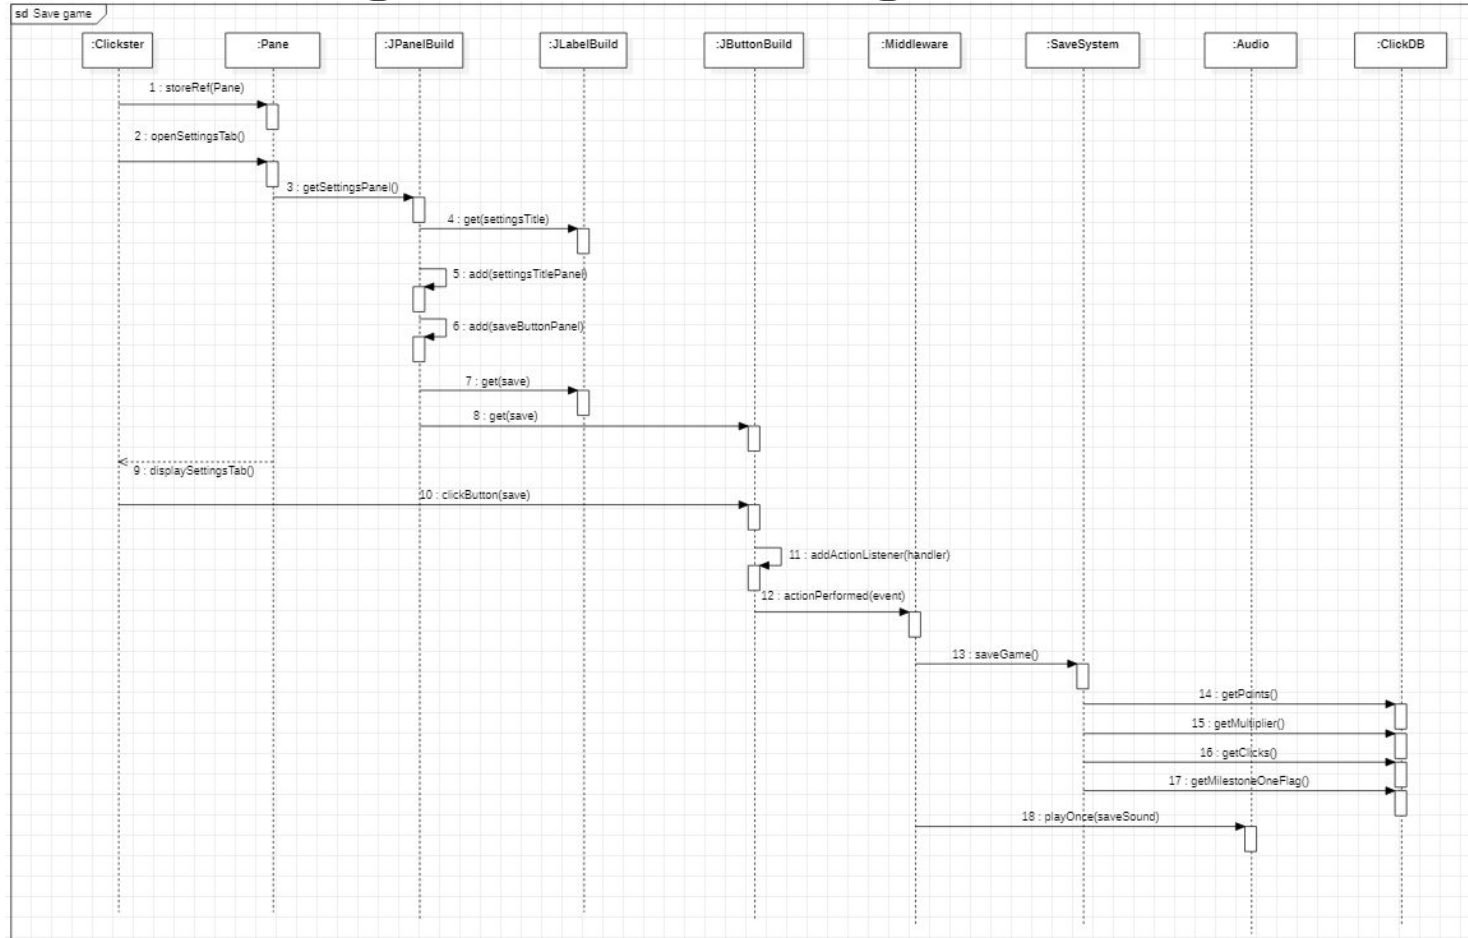 sd Save game
:Clickster
:Pane
:JPanelBuild
:JLabelBuild
:JButtonBuild
:Middleware
:SaveSystem
:Audio
:ClickDB
1 : storeRef(Pane)
2 : openSettingsTab()
3 : getSettingsPanel()
4 : get(settingsTitle)
5 : add(settingsTitlePanel)
6 : add(saveButtonPanel)
7 : get(save)
8 : get(save)
9 : displaySettingsTab()
10 : clickButton(save)
11 : addActionListener(handler)
12 : actionPerformed(event)
13 : saveGame()
14 : getPoints()
15 : getMultiplier()
16 : getClicks()
17 : getMilestoneOneFlag()
18 : playOnce(saveSound)